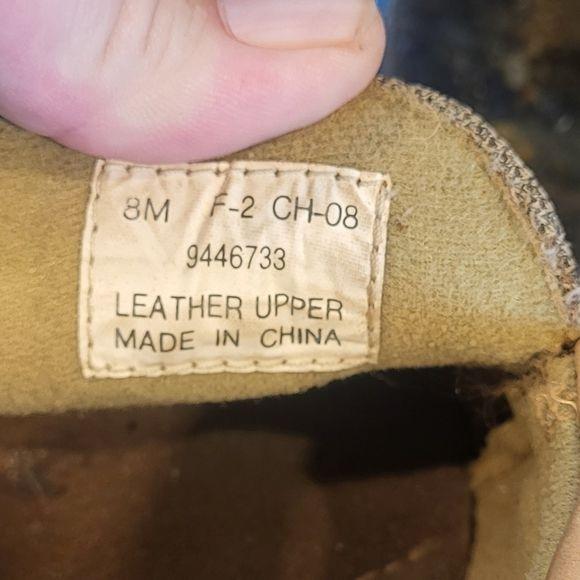 8M F-2 CH-08
9446733
LEATHER UPPER
MADE IN CHINA